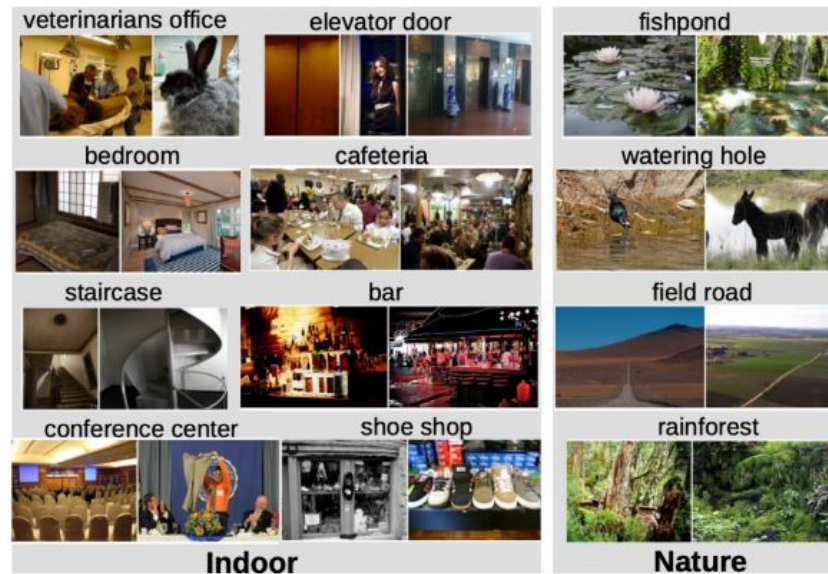 veterinarians office
elevator door
fishpond
bedroom
cafeteria
watering hole
staircase
bar
field road
conference center
shoe shop
rainforest
Indoor
Nature